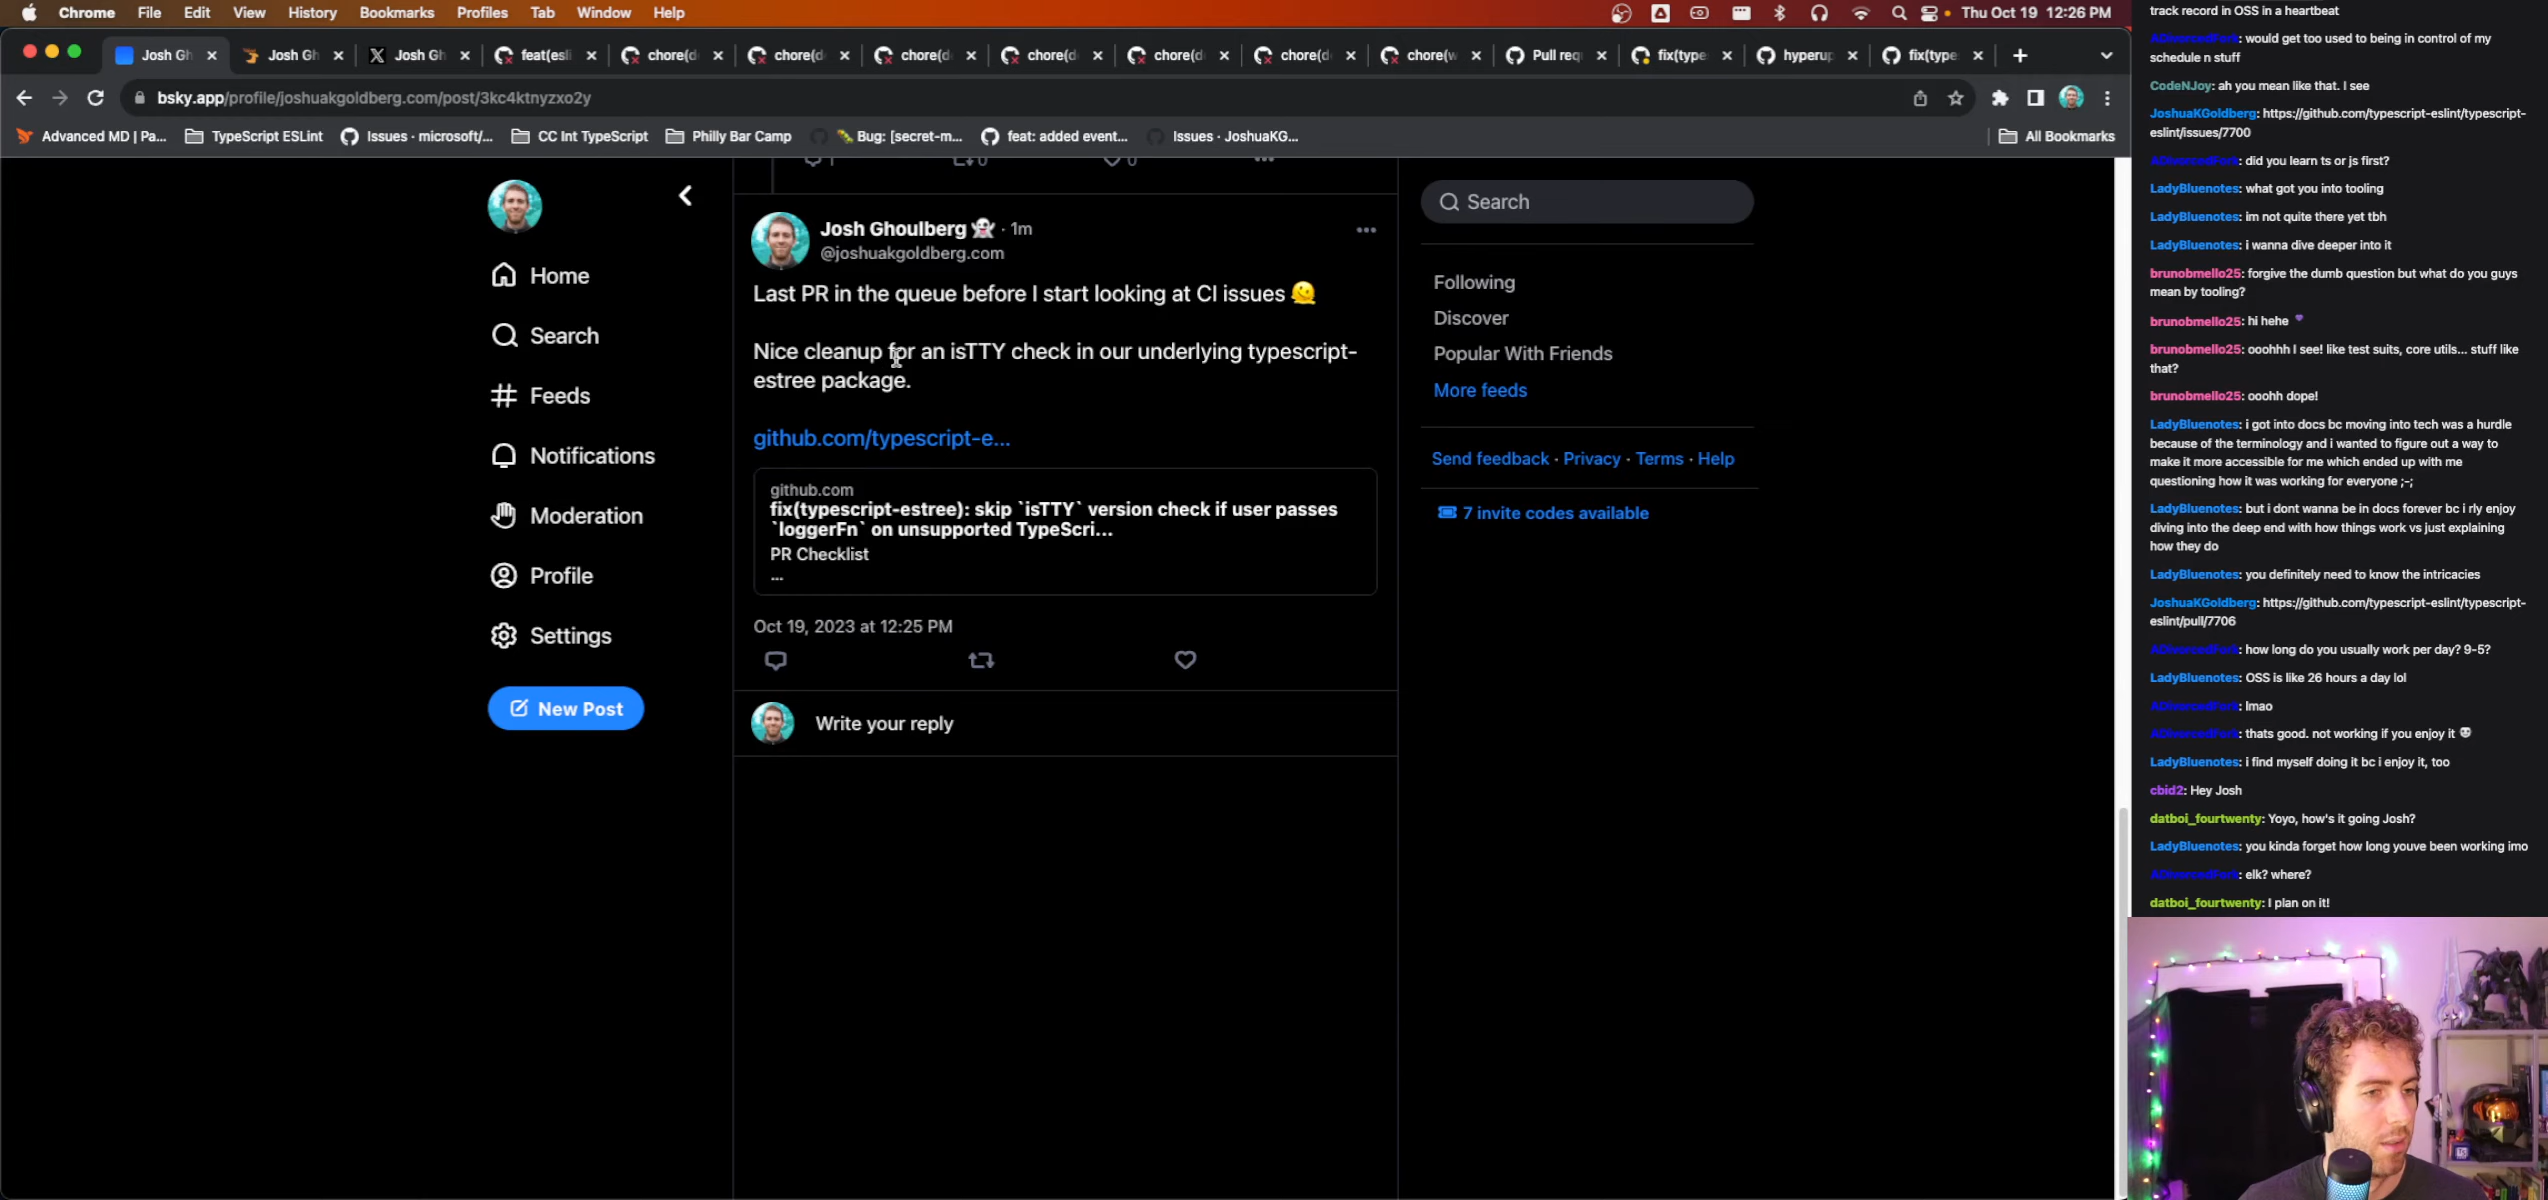 Chrome File Edit View History Bookmarks Profiles Tab Window Help
Thu Oct 19 12:26 PM
Josh Gh
Josh Gh
Josh Gh
feat(esli
chore(d
chore(d
chore(d
chore(d
chore(d
chore(d
chore(w
Pull req
fix(type
hyperup
fix(type
bsky.app/profile/joshuakgoldberg.com/post/3kc4ktnyzxo2y
Advanced MD | Pa...
TypeScript ESLint
Issues · microsoft/...
CC Int TypeScript
Philly Bar Camp
Bug: [secret-m...
feat: added event...
Issues · JoshuaKG...
All Bookmarks
Home
Search
Feeds
Notifications
Moderation
Profile
Settings
New Post
1
0
0
Josh Ghoulberg 👻 · 1m
@joshuakgoldberg.com
Last PR in the queue before I start looking at CI issues 🫠
Nice cleanup for an isTTY check in our underlying typescript-
estree package.
github.com/typescript-e...
github.com
fix(typescript-estree): skip `isTTY` version check if user passes
`loggerFn` on unsupported TypeScri...
PR Checklist
...
Oct 19, 2023 at 12:25 PM
Write your reply
Search
Following
Discover
Popular With Friends
More feeds
Send feedback · Privacy · Terms · Help
7 invite codes available
track record in OSS in a heartbeat
ADivorcedFork: would get too used to being in control of my
schedule n stuff
CodeNJoy: ah you mean like that. I see
JoshuaKGoldberg: https://github.com/typescript-eslint/typescript-
eslint/issues/7700
ADivorcedFork: did you learn ts or js first?
LadyBluenotes: what got you into tooling
LadyBluenotes: im not quite there yet tbh
LadyBluenotes: i wanna dive deeper into it
brunobmello25: forgive the dumb question but what do you guys
mean by tooling?
brunobmello25: hi hehe
brunobmello25: ooohhh I see! like test suits, core utils... stuff like
that?
brunobmello25: ooohh dope!
LadyBluenotes: i got into docs bc moving into tech was a hurdle
because of the terminology and i wanted to figure out a way to
make it more accessible for me which ended up with me
questioning how it was working for everyone ;-;
LadyBluenotes: but i dont wanna be in docs forever bc i rly enjoy
diving into the deep end with how things work vs just explaining
how they do
LadyBluenotes: you definitely need to know the intricacies
JoshuaKGoldberg: https://github.com/typescript-eslint/typescript-
eslint/pull/7706
ADivorcedFork: how long do you usually work per day? 9-5?
LadyBluenotes: OSS is like 26 hours a day lol
ADivorcedFork: lmao
ADivorcedFork: thats good. not working if you enjoy it
LadyBluenotes: i find myself doing it bc i enjoy it, too
cbid2: Hey Josh
datboi_fourtwenty: Yoyo, how's it going Josh?
LadyBluenotes: you kinda forget how long youve been working imo
ADivorcedFork: elk? where?
datboi_fourtwenty: I plan on it!